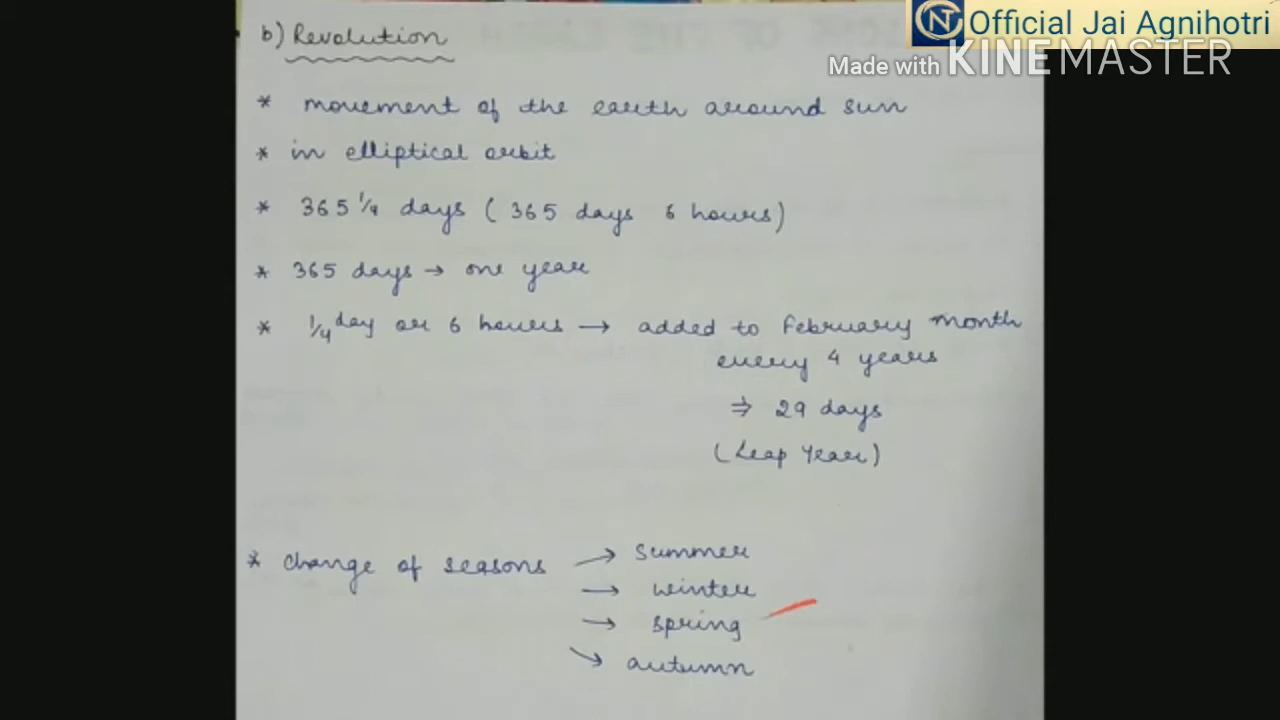 Official Jai Agnihotri
Made with KINEMASTER
b) Revolution
* movement of the earth around sun
* in elliptical orbit
* 365 1/4 days (365 days 6 hours)
* 365 days → one year
* 1/4 day or 6 hours → added to February month
every 4 years
⇒ 29 days
(Leap Year)
* change of seasons → summer
→ winter
→ spring
→ autumn